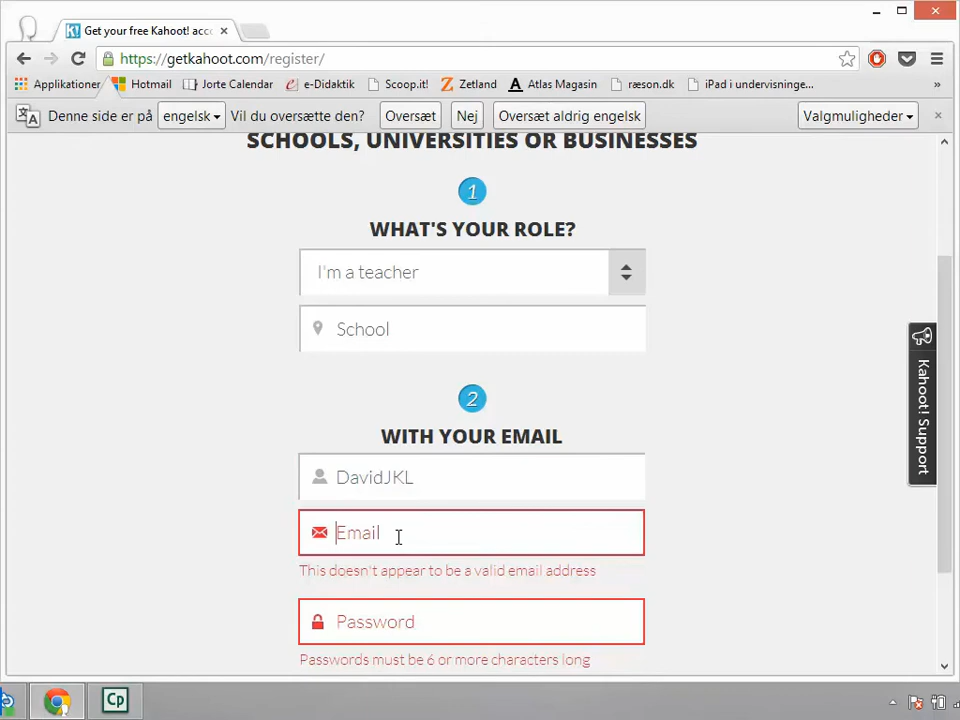 Get your free Kahoot! acco
https://getkahoot.com/register/
Applikationer Hotmail Jorte Calendar e-Didaktik Scoop.it! Zetland Atlas Magasin ræson.dk iPad i undervisninge... »
Denne side er på engelsk Vil du oversætte den? Oversæt Nej Oversæt aldrig engelsk Valgmuligheder
SCHOOLS, UNIVERSITIES OR BUSINESSES
1
WHAT'S YOUR ROLE?
I'm a teacher
School
2
WITH YOUR EMAIL
DavidJKL
Email
This doesn't appear to be a valid email address
Password
Passwords must be 6 or more characters long
Kahoot! Support
Cp